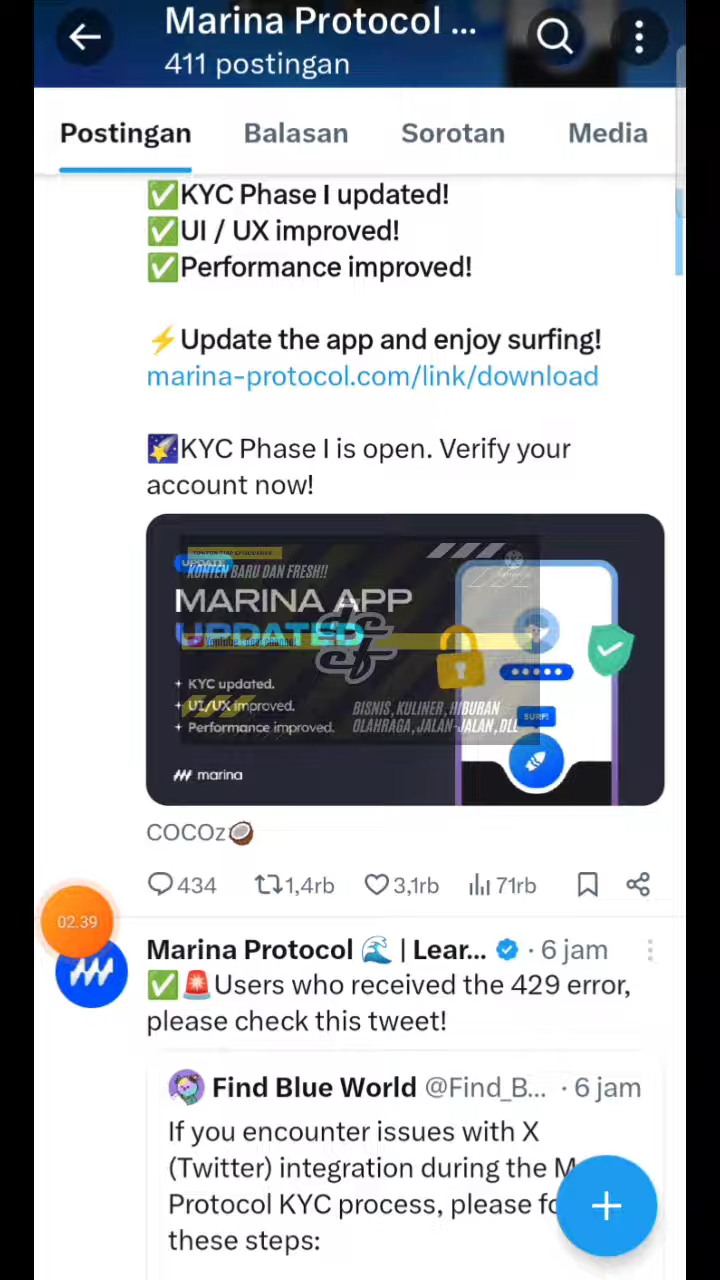 Marina Protocol ...
411 postingan
Postingan Balasan Sorotan Media
✅KYC Phase I updated!
✅UI / UX improved!
✅Performance improved!
⚡Update the app and enjoy surfing!
marina-protocol.com/link/download
🌠KYC Phase I is open. Verify your
account now!
UPDATE
KONTEN BARU DAN FRESH!!
MARINA APP
UPDATED
+ KYC updated.
+ UI/UX improved.
+ Performance improved.
BISNIS, KULINER, HIBURAN
OLAHRAGA, JALAN-JALAN, DLL
SURF!
marina
COCOz🥥
434 1,4rb 3,1rb 71rb
02.39
Marina Protocol 🌊 | Lear... · 6 jam
✅🚨Users who received the 429 error,
please check this tweet!
Find Blue World @Find_B... · 6 jam
If you encounter issues with X
(Twitter) integration during the M
Protocol KYC process, please fo
these steps: